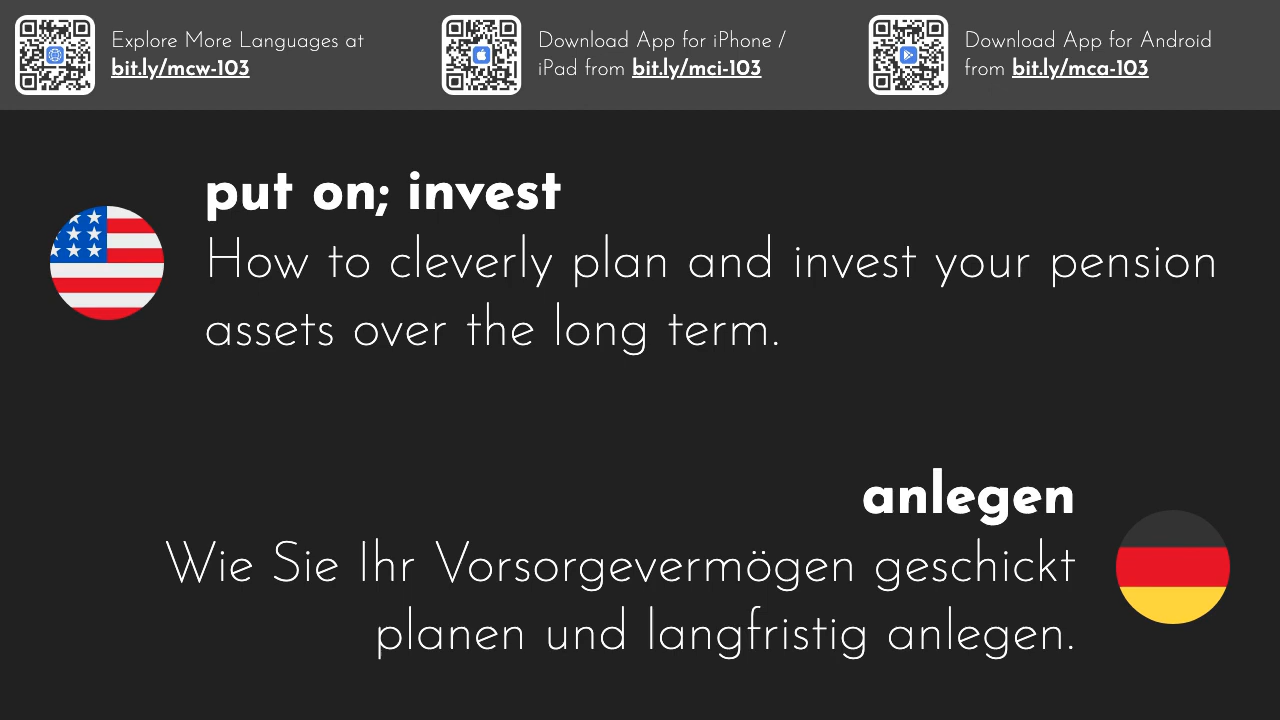 Explore More Languages at
bit.ly/mcw-103
Download App for iPhone /
iPad from bit.ly/mci-103
Download App for Android
from bit.ly/mca-103
put on; invest
How to cleverly plan and invest your pension
assets over the long term.
anlegen
Wie Sie Ihr Vorsorgevermögen geschickt
planen und langfristig anlegen.